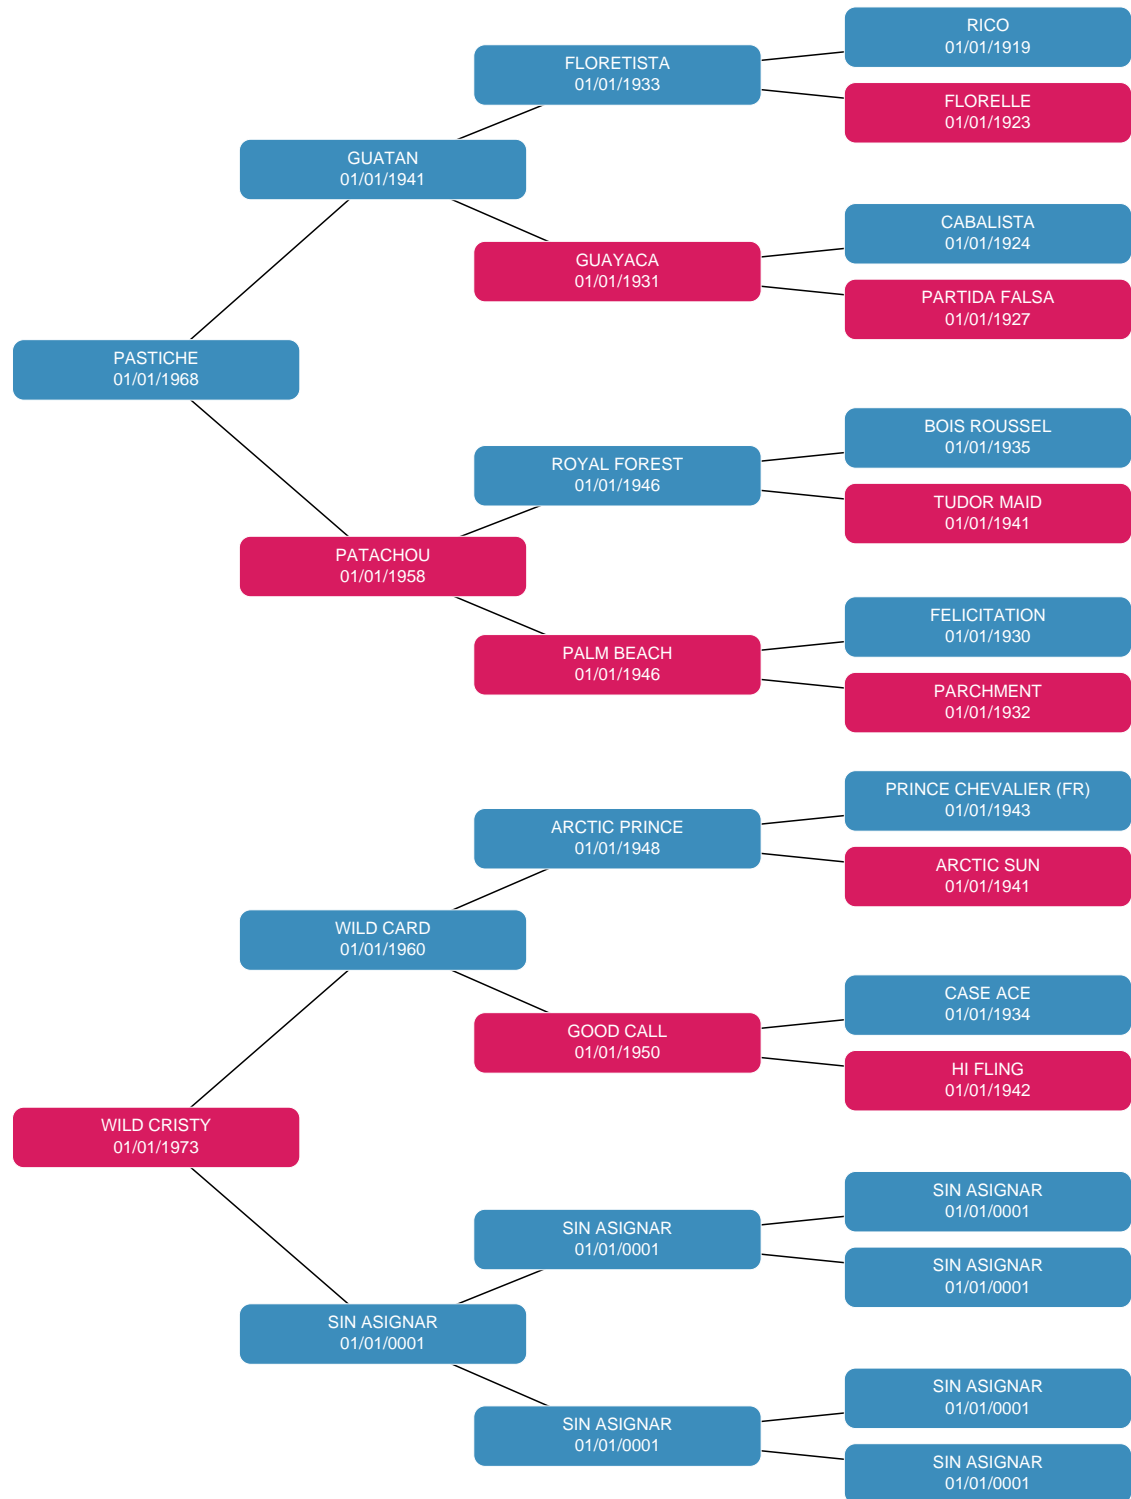 RICO
01/01/1919
FLORETISTA
01/01/1933
FLORELLE
01/01/1923
GUATAN
01/01/1941
CABALISTA
01/01/1924
GUAYACA
01/01/1931
PARTIDA FALSA
01/01/1927
PASTICHE
01/01/1968
BOIS ROUSSEL
01/01/1935
ROYAL FOREST
01/01/1946
TUDOR MAID
01/01/1941
PATACHOU
01/01/1958
FELICITATION
01/01/1930
PALM BEACH
01/01/1946
PARCHMENT
01/01/1932
PRINCE CHEVALIER (FR)
01/01/1943
ARCTIC PRINCE
01/01/1948
ARCTIC SUN
01/01/1941
WILD CARD
01/01/1960
CASE ACE
01/01/1934
GOOD CALL
01/01/1950
HI FLING
01/01/1942
WILD CRISTY
01/01/1973
SIN ASIGNAR
01/01/0001
SIN ASIGNAR
01/01/0001
SIN ASIGNAR
01/01/0001
SIN ASIGNAR
01/01/0001
SIN ASIGNAR
01/01/0001
SIN ASIGNAR
01/01/0001
SIN ASIGNAR
01/01/0001